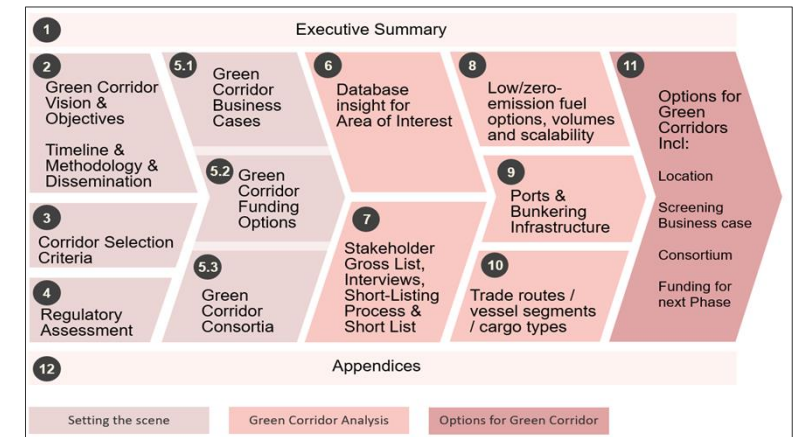 1
Executive Summary
2
Green Corridor
Vision &
Objectives
Timeline &
Methodology &
Dissemination
3
Corridor Selection
Criteria
4
Regulatory
Assessment
5.1
Green
Corridor
Business
Cases
5.2
Green
Corridor
Funding
Options
5.3
Green
Corridor
Consortia
6
Database
insight for
Area of Interest
7
Stakeholder
Gross List,
Interviews,
Short-Listing
Process &
Short List
8
Low/zero-
emission fuel
options, volumes
and scalability
9
Ports &
Bunkering
Infrastructure
10
Trade routes /
vessel segments
/ cargo types
11
Options for
Green
Corridors
Incl:
Location
Screening
Business case
Consortium
Funding for
next Phase
12
Appendices
Setting the scene
Green Corridor Analysis
Options for Green Corridor